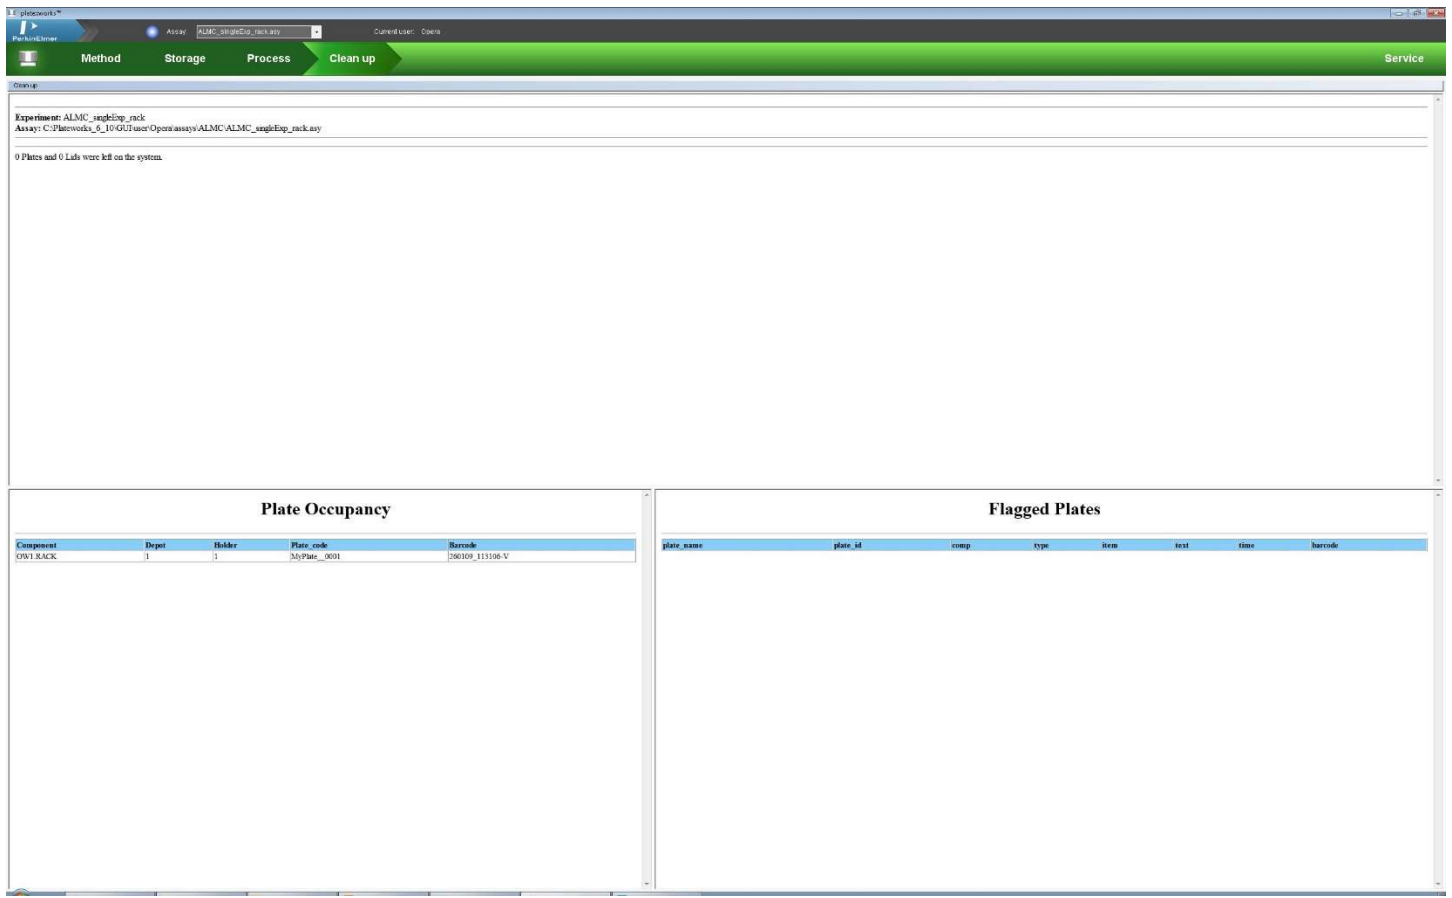 plateworks™
PerkinElmer
Assay ALMC_singleExp_rack.asy Current user: Opera
Method Storage Process Clean up Service
Clean up
Experiment: ALMC_singleExp_rack
Assay: C:\Plateworks_6_10\GUI\user\Opera\assays\ALMC\ALMC_singleExp_rack.asy
0 Plates and 0 Lids were left on the system.
Plate Occupancy
Component Depot Holder Plate_code Barcode
OW1.RACK 1 1 MyPlate__0001 260109_113106-V
Flagged Plates
plate_name plate_id comp type item text time barcode